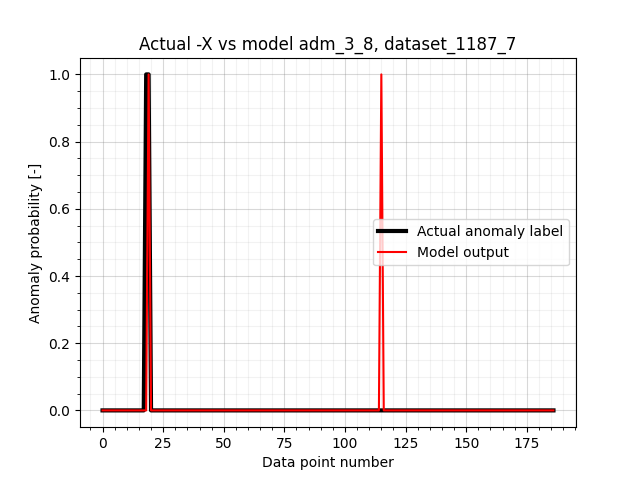 Actual -X vs model adm_3_8, dataset_1187_7
1.0
0.8
0.6
0.4
0.2
0.0
Anomaly probability [-]
Actual anomaly label
Model output
0 25 50 75 100 125 150 175
Data point number